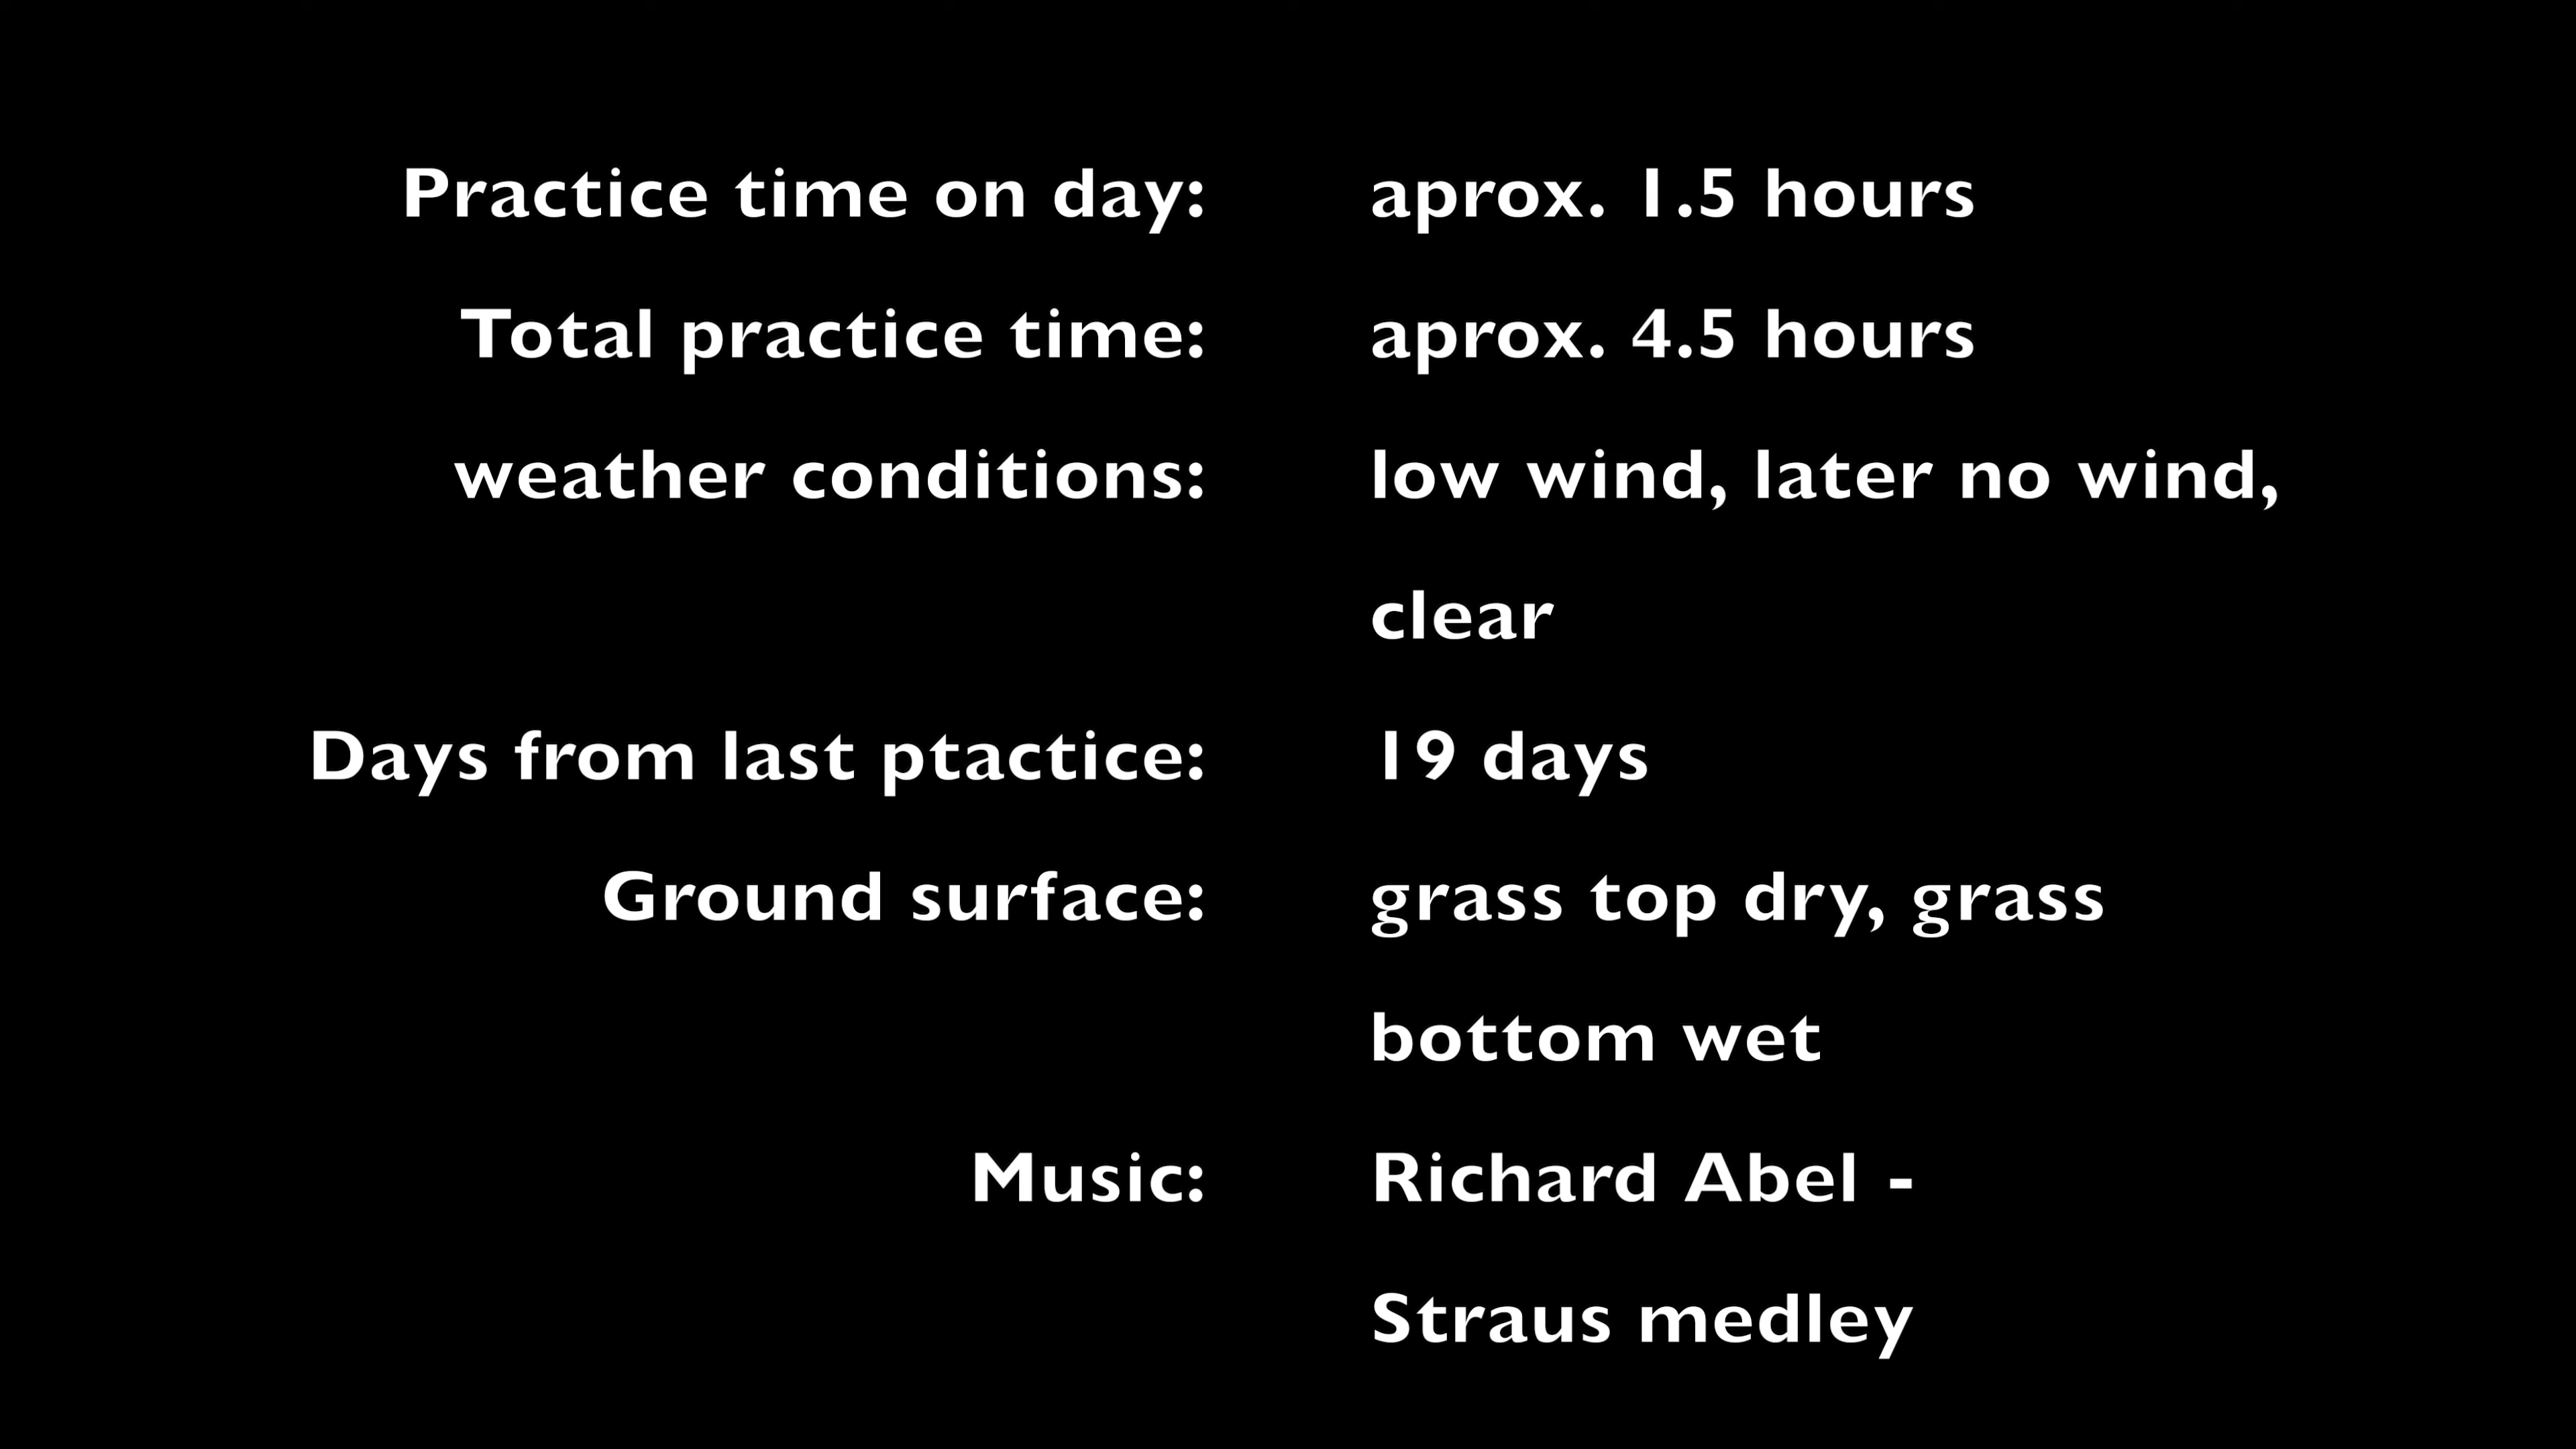 Practice time on day: aprox. 1.5 hours
Total practice time: aprox. 4.5 hours
weather conditions: low wind, later no wind,
clear
Days from last ptactice: 19 days
Ground surface: grass top dry, grass
bottom wet
Music: Richard Abel -
Straus medley